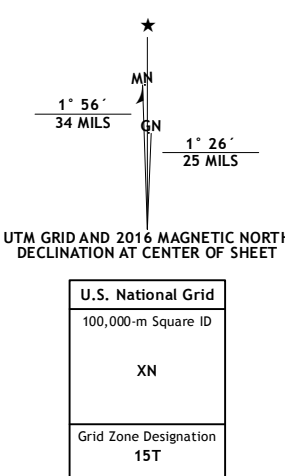 ★
MN
1° 56´
34 MILS
GN
1° 26´
25 MILS
UTM GRID AND 2016 MAGNETIC NORTH
DECLINATION AT CENTER OF SHEET
U.S. National Grid
100,000-m Square ID
XN
Grid Zone Designation
15T